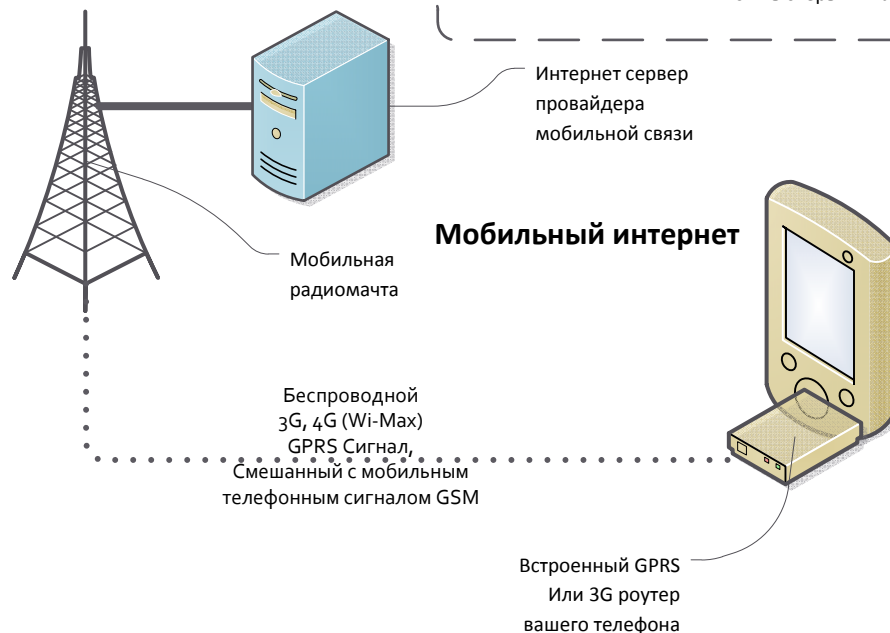 Интернет сервер
провайдера
мобильной связи
Мобильный интернет
Мобильная
радиомачта
Беспроводной
3G, 4G (Wi-Max)
GPRS Сигнал,
Смешанный с мобильным
телефонным сигналом GSM
Встроенный GPRS
Или 3G роутер
вашего телефона